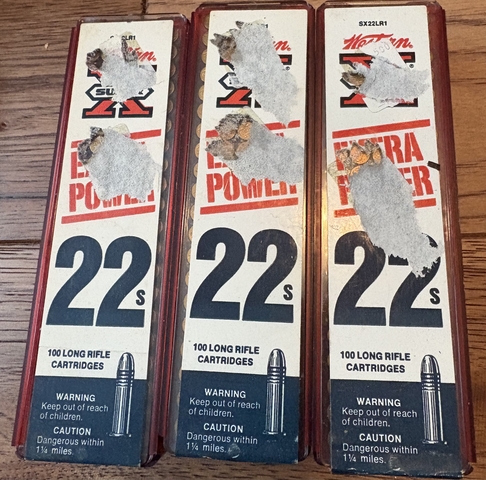 X
POWER
22s
100 LONG RIFLE
CARTRIDGES
WARNING
Keep out of reach
of children.
CAUTION
Dangerous within
1¼ miles.
X
POWER
22s
100 LONG RIFLE
CARTRIDGES
WARNING
Keep out of reach
of children.
CAUTION
Dangerous within
1¼ miles.
SX22LR1
Western
X
EXTRA
POWER
22s
100 LONG RIFLE
CARTRIDGES
WARNING
Keep out of reach
of children.
CAUTION
Dangerous within
1¼ miles.